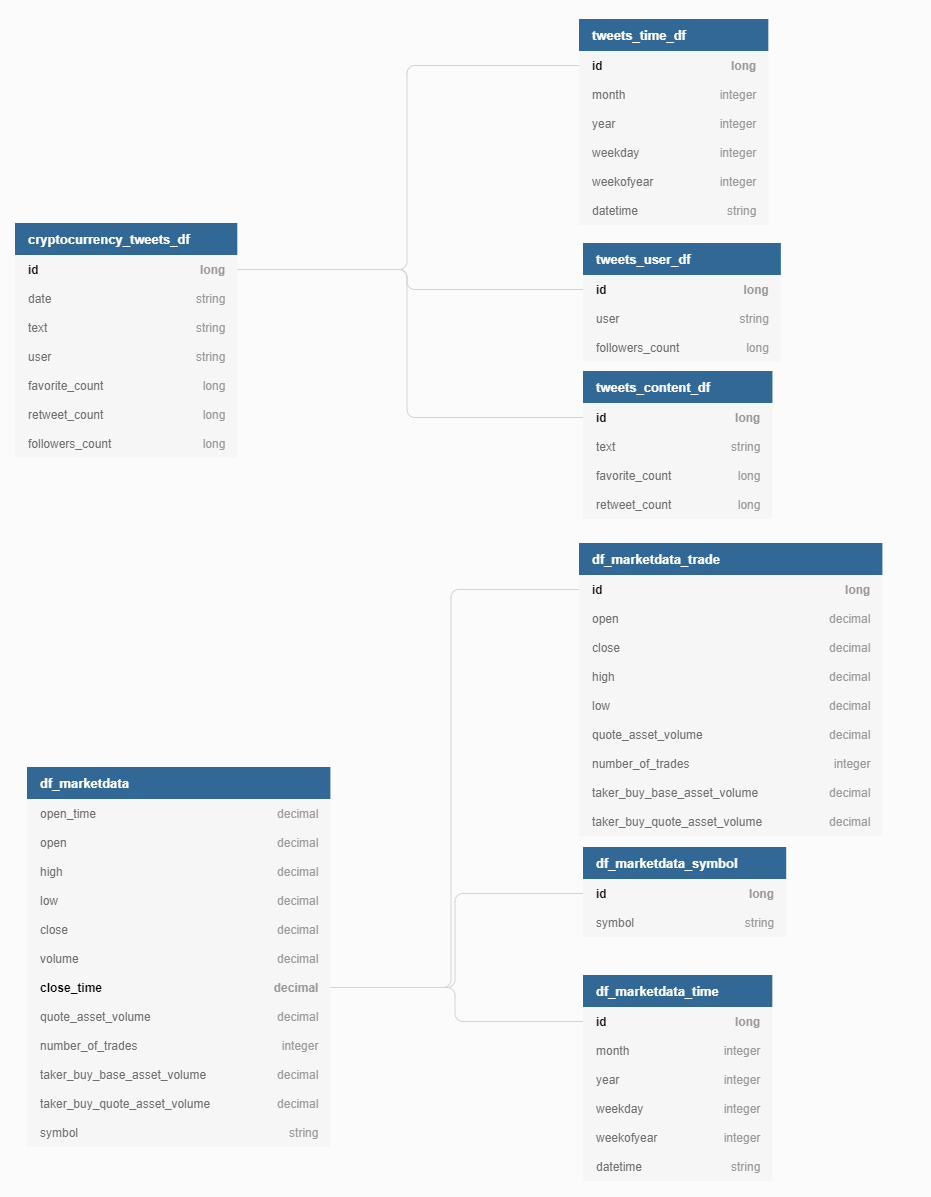 tweets_time_df
id long
month integer
year integer
weekday integer
weekofyear integer
datetime string
cryptocurrency_tweets_df
id long
date string
text string
user string
favorite_count long
retweet_count long
followers_count long
tweets_user_df
id long
user string
followers_count long
tweets_content_df
id long
text string
favorite_count long
retweet_count long
df_marketdata_trade
id long
open decimal
close decimal
high decimal
low decimal
quote_asset_volume decimal
number_of_trades integer
taker_buy_base_asset_volume decimal
taker_buy_quote_asset_volume decimal
df_marketdata
open_time decimal
open decimal
high decimal
low decimal
close decimal
volume decimal
close_time decimal
quote_asset_volume decimal
number_of_trades integer
taker_buy_base_asset_volume decimal
taker_buy_quote_asset_volume decimal
symbol string
df_marketdata_symbol
id long
symbol string
df_marketdata_time
id long
month integer
year integer
weekday integer
weekofyear integer
datetime string